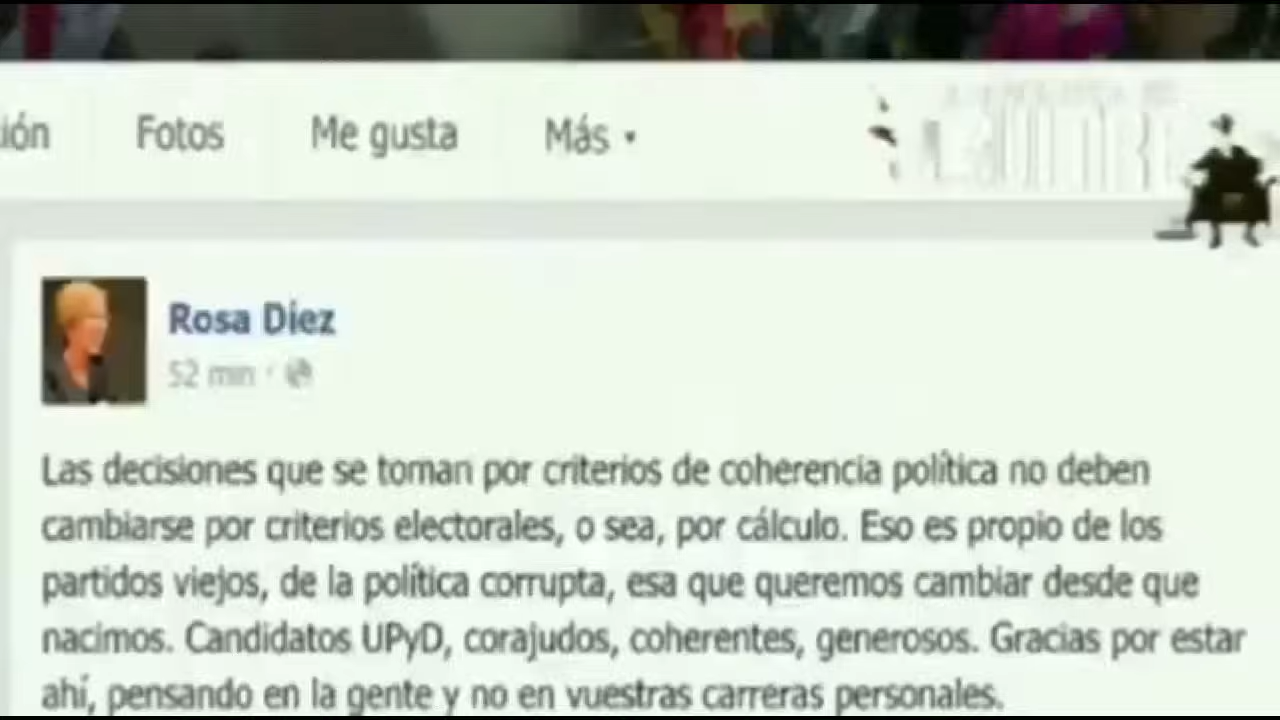 ión Fotos Me gusta Más
Rosa Díez
52 min
Las decisiones que se toman por criterios de coherencia política no deben
cambiarse por criterios electorales, o sea, por cálculo. Eso es propio de los
partidos viejos, de la política corrupta, esa que queremos cambiar desde que
nacimos. Candidatos UPyD, corajudos, coherentes, generosos. Gracias por estar
ahí, pensando en la gente y no en vuestras carreras personales.